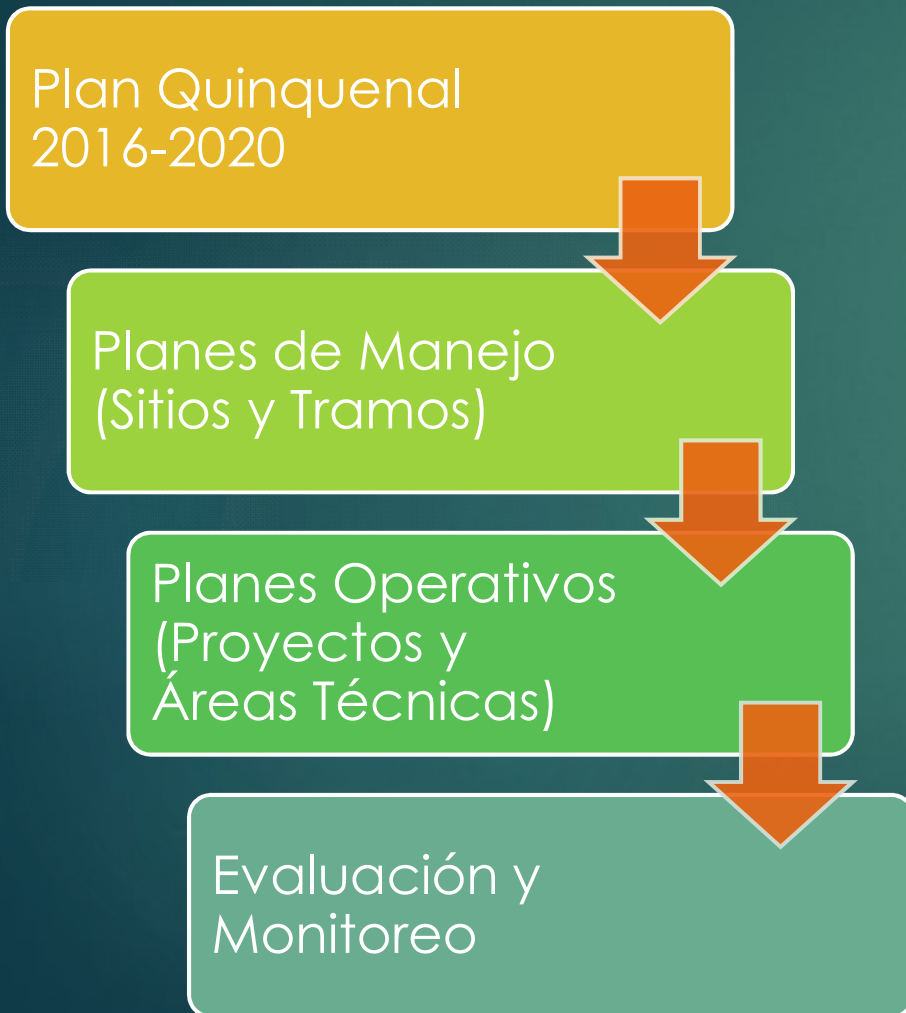 Plan Quinquenal
2016-2020
Planes de Manejo
(Sitios y Tramos)
Planes Operativos
(Proyectos y
Áreas Técnicas)
Evaluación y
Monitoreo